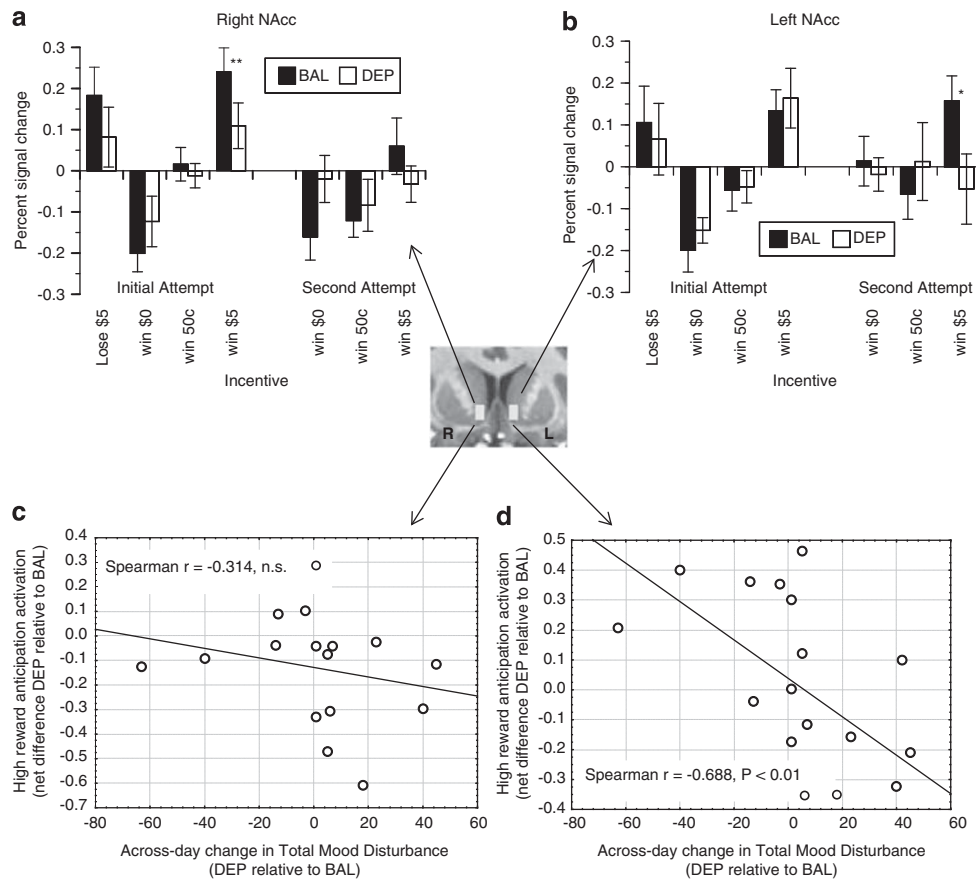 a
Right NAcc
Percent signal change
0.3
0.2
0.1
0
-0.1
-0.2
-0.3
**
BAL DEP
Initial Attempt Second Attempt
Lose $5
win $0
win 50c
win $5
win $0
win 50c
win $5
Incentive
b
Left NAcc
Percent signal change
0.3
0.2
0.1
0
-0.1
-0.2
-0.3
*
BAL DEP
Initial Attempt Second Attempt
Lose $5
win $0
win 50c
win $5
win $0
win 50c
win $5
Incentive
R L
c
High reward anticipation activation
(net difference DEP relative to BAL)
0.4
0.3
0.2
0.1
0.0
-0.1
-0.2
-0.3
-0.4
-0.5
-0.6
-0.7
Spearman r = -0.314, n.s.
-80 -60 -40 -20 0 20 40 60
Across-day change in Total Mood Disturbance
(DEP relative to BAL)
d
High reward anticipation activation
(net difference DEP relative to BAL)
0.5
0.4
0.3
0.2
0.1
0.0
-0.1
-0.2
-0.3
-0.4
Spearman r = -0.688, P < 0.01
-80 -60 -40 -20 0 20 40 60
Across-day change in Total Mood Disturbance
(DEP relative to BAL)